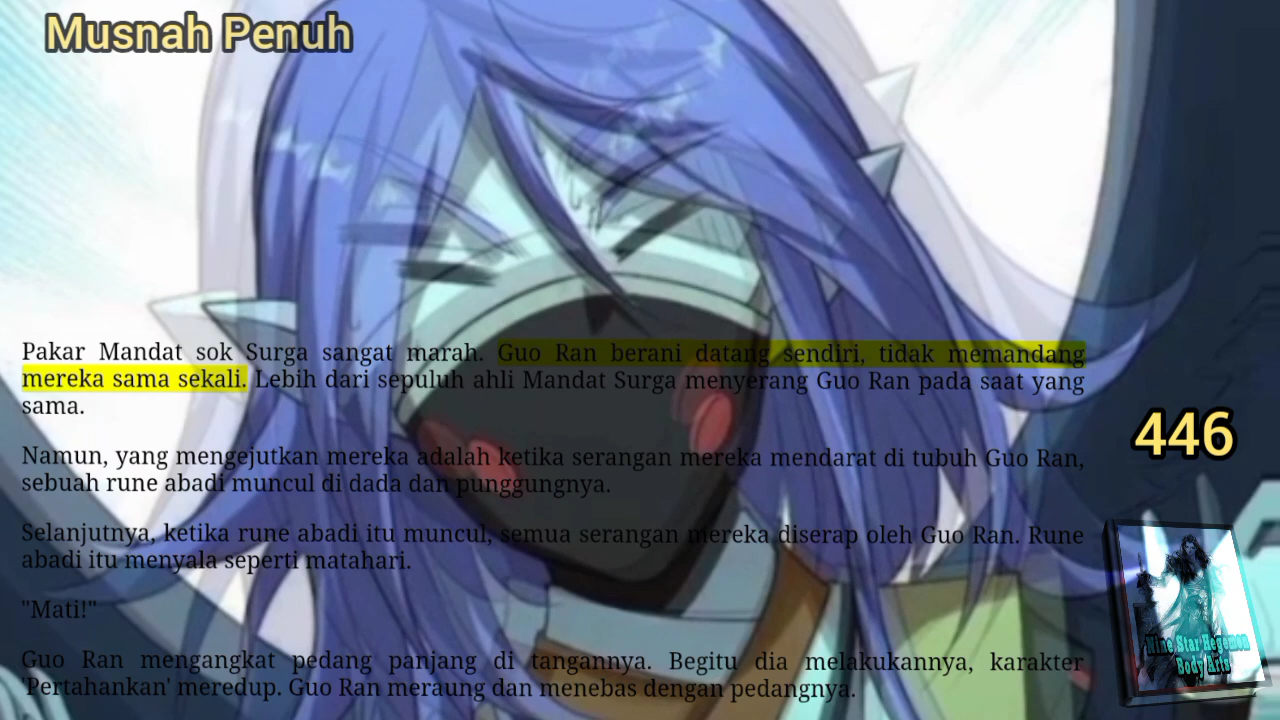 Musnah Penuh
Pakar Mandat sok Surga sangat marah. Guo Ran berani datang sendiri, tidak memandang
mereka sama sekali. Lebih dari sepuluh ahli Mandat Surga menyerang Guo Ran pada saat yang
sama.
Namun, yang mengejutkan mereka adalah ketika serangan mereka mendarat di tubuh Guo Ran,
sebuah rune abadi muncul di dada dan punggungnya.
Selanjutnya, ketika rune abadi itu muncul, semua serangan mereka diserap oleh Guo Ran. Rune
abadi itu menyala seperti matahari.
"Mati!"
Guo Ran mengangkat pedang panjang di tangannya. Begitu dia melakukannya, karakter
'Pertahankan' meredup. Guo Ran meraung dan menebas dengan pedangnya.
446
Nine Star Hegemon
Body Arts